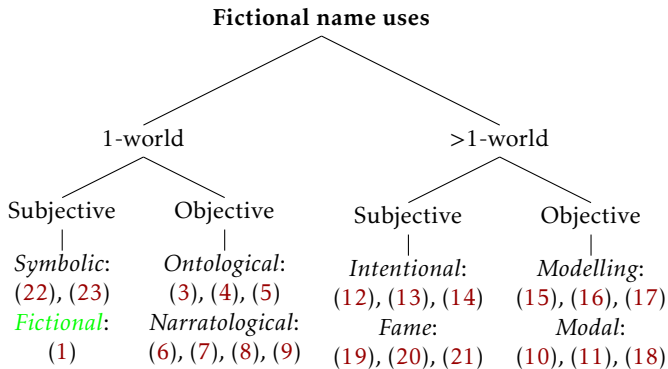 Fictional name uses
1-world >1-world
Subjective Objective Subjective Objective
Symbolic: Ontological: Intentional: Modelling:
(22), (23) (3), (4), (5) (12), (13), (14) (15), (16), (17)
Fictional: Narratological: Fame: Modal:
(1) (6), (7), (8), (9) (19), (20), (21) (10), (11), (18)